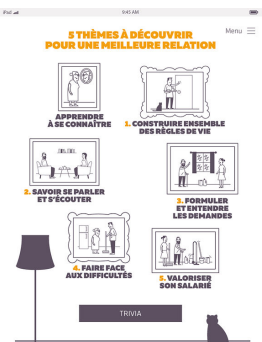 iPad
9:45 AM
Menu
5 THÈMES À DÉCOUVRIR
POUR UNE MEILLEURE RELATION
APPRENDRE
À SE CONNAÎTRE
1. CONSTRUIRE ENSEMBLE
DES RÈGLES DE VIE
2. SAVOIR SE PARLER
ET S'ÉCOUTER
3. FORMULER
ET ENTENDRE
LES DEMANDES
4. FAIRE FACE
AUX DIFFICULTÉS
5. VALORISER
SON SALARIÉ
TRIVIA